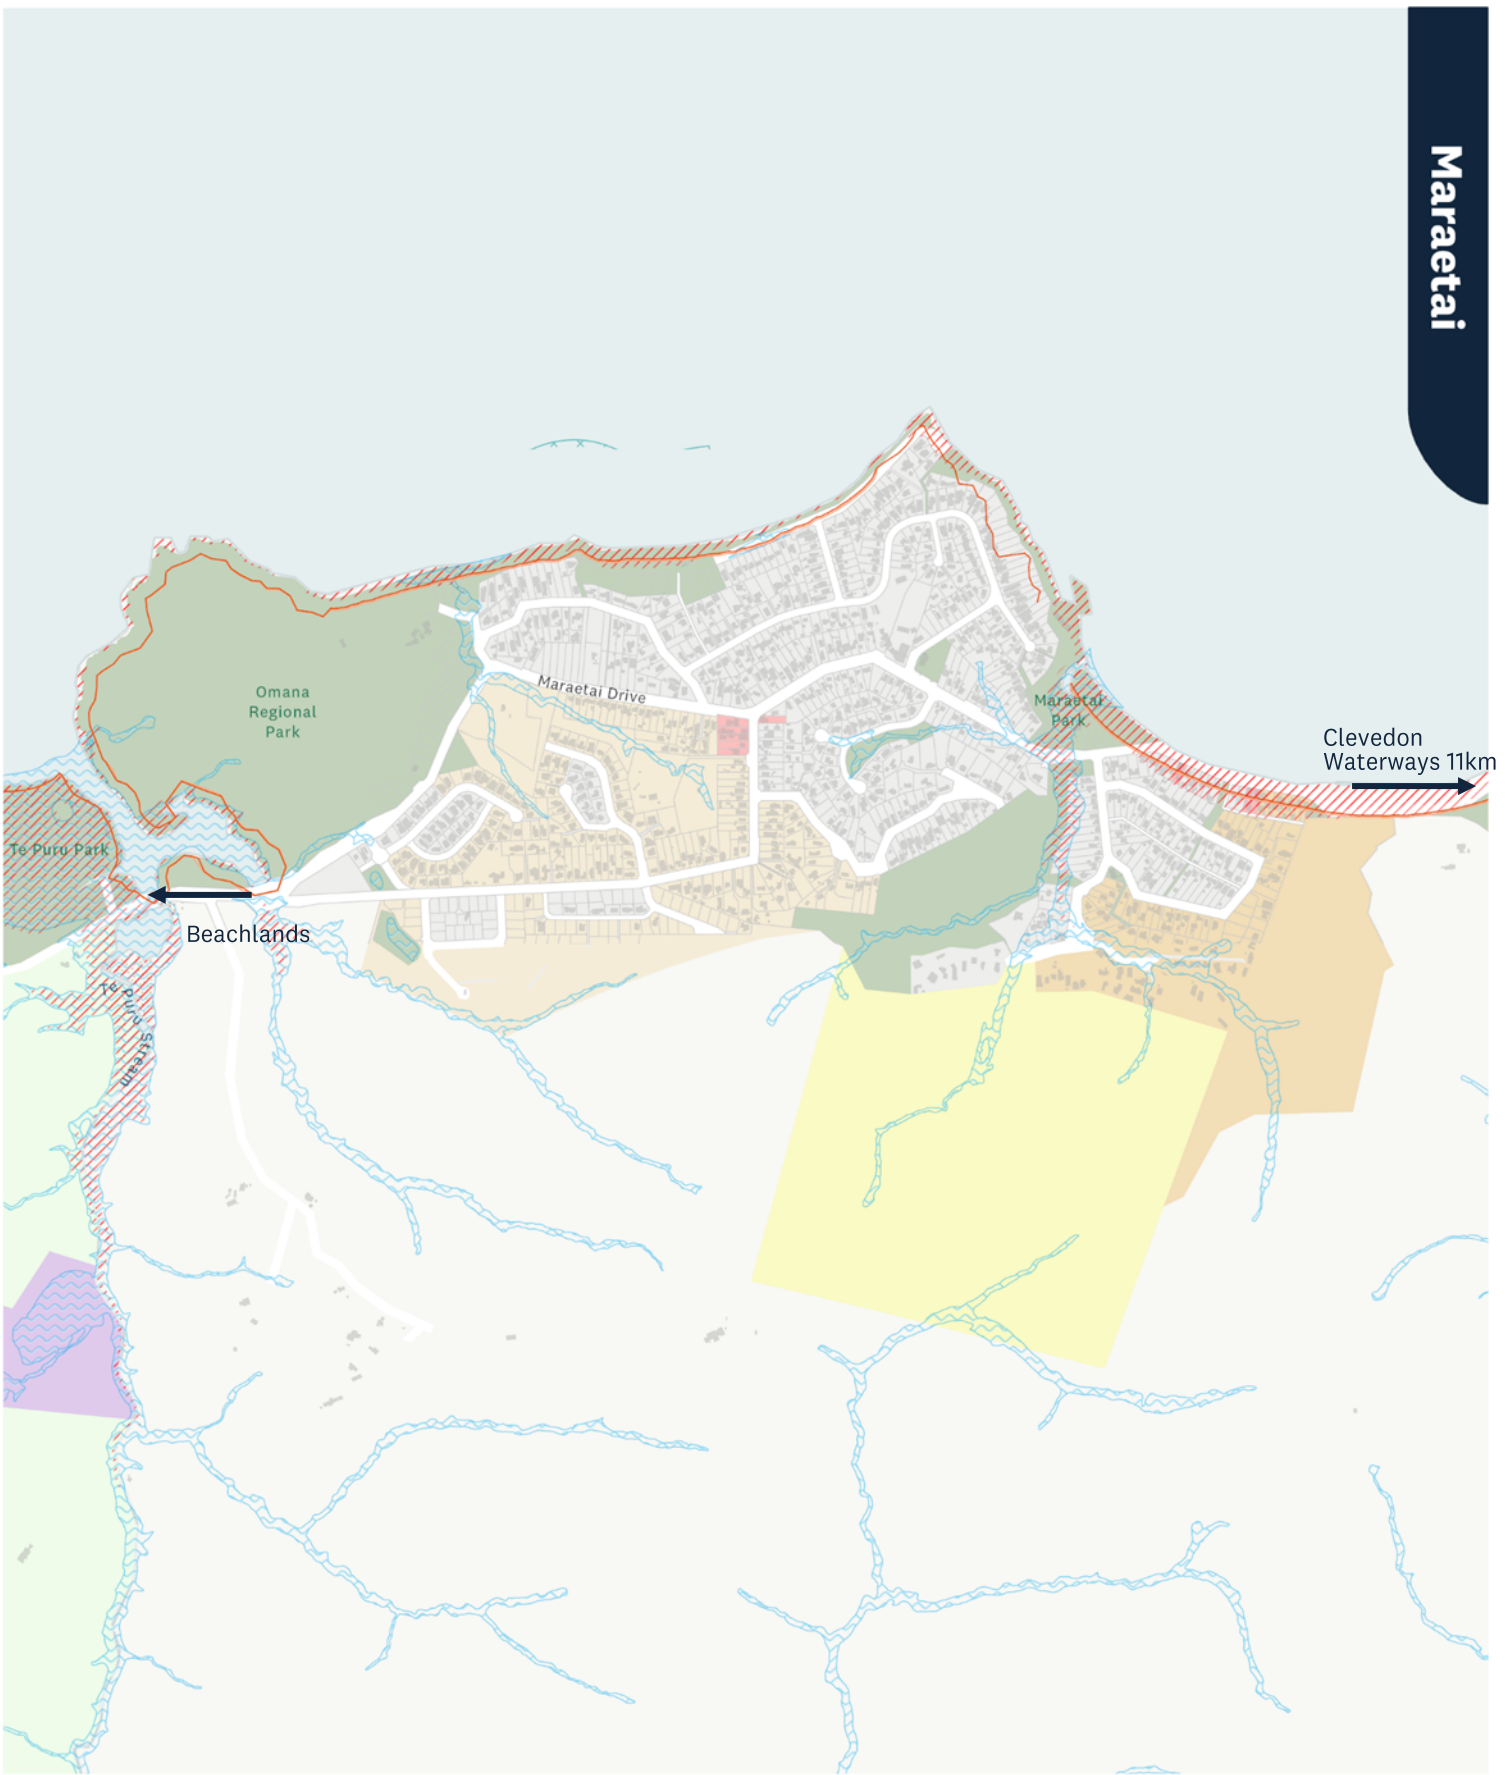 Maraetai
Maraetai Drive
Omana
Regional
Park
Maraetai
Park
Clevedon
Waterways 11km
Te Puru Park
Beachlands
Te Puru Stream